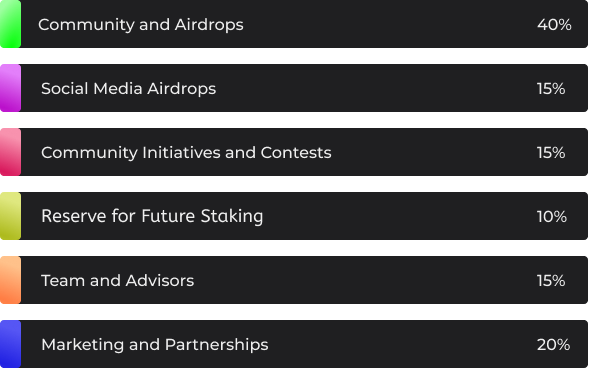 Community and Airdrops 40%
Social Media Airdrops 15%
Community Initiatives and Contests 15%
Reserve for Future Staking 10%
Team and Advisors 15%
Marketing and Partnerships 20%